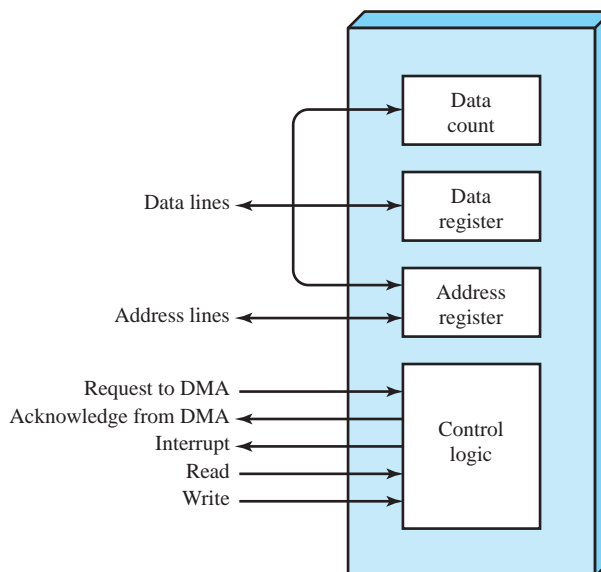 Data
count
Data lines
Data
register
Address lines
Address
register
Request to DMA
Acknowledge from DMA
Interrupt
Read
Write
Control
logic